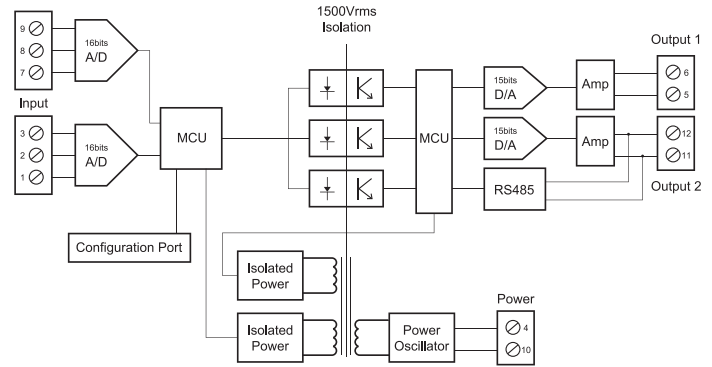 1500Vrms
Isolation
9
8
7
16bits
A/D
Input
3
2
1
16bits
A/D
MCU
Configuration Port
MCU
15bits
D/A
Amp
Output 1
6
5
15bits
D/A
Amp
12
11
Output 2
RS485
Isolated
Power
Isolated
Power
Power
Oscillator
Power
4
10